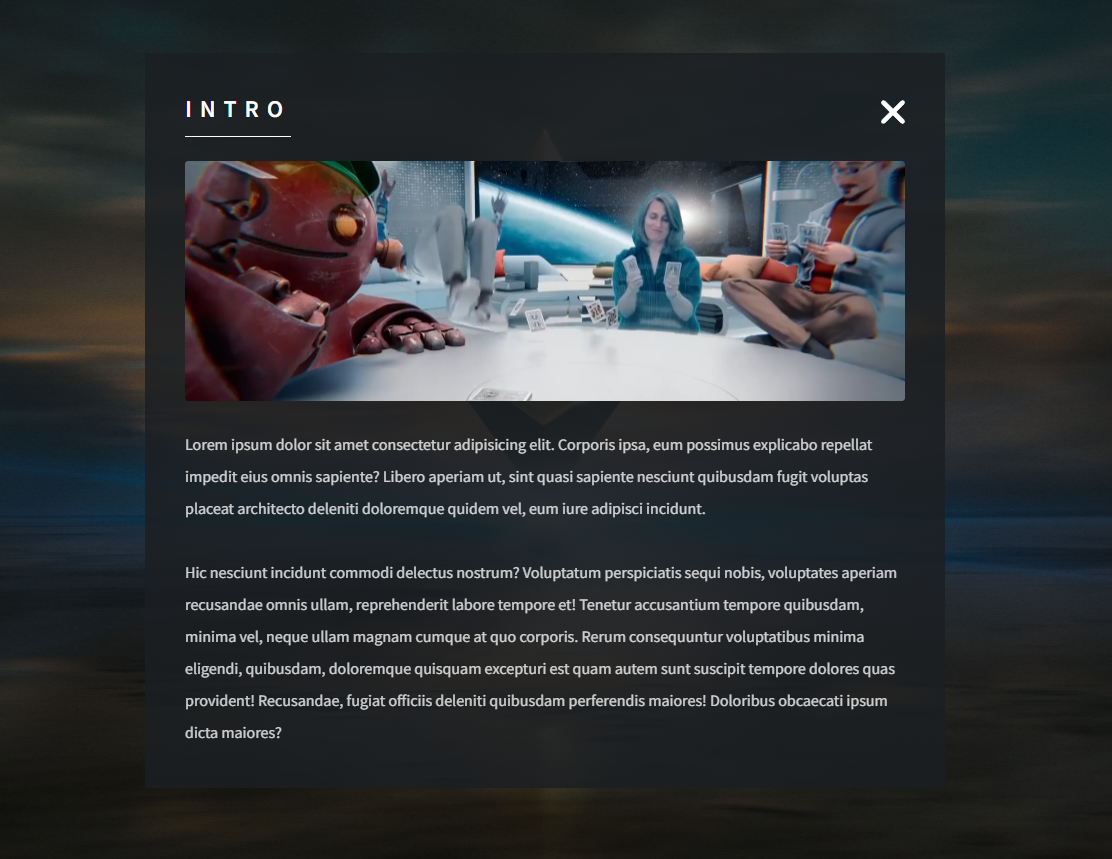 INTRO
Lorem ipsum dolor sit amet consectetur adipisicing elit. Corporis ipsa, eum possimus explicabo repellat
impedit eius omnis sapiente? Libero aperiam ut, sint quasi sapiente nesciunt quibusdam fugit voluptas
placeat architecto deleniti doloremque quidem vel, eum iure adipisci incidunt.
Hic nesciunt incidunt commodi delectus nostrum? Voluptatum perspiciatis sequi nobis, voluptates aperiam
recusandae omnis ullam, reprehenderit labore tempore et! Tenetur accusantium tempore quibusdam,
minima vel, neque ullam magnam cumque at quo corporis. Rerum consequuntur voluptatibus minima
eligendi, quibusdam, doloremque quisquam excepturi est quam autem sunt suscipit tempore dolores quas
provident! Recusandae, fugiat officiis deleniti quibusdam perferendis maiores! Doloribus obcaecati ipsum
dicta maiores?